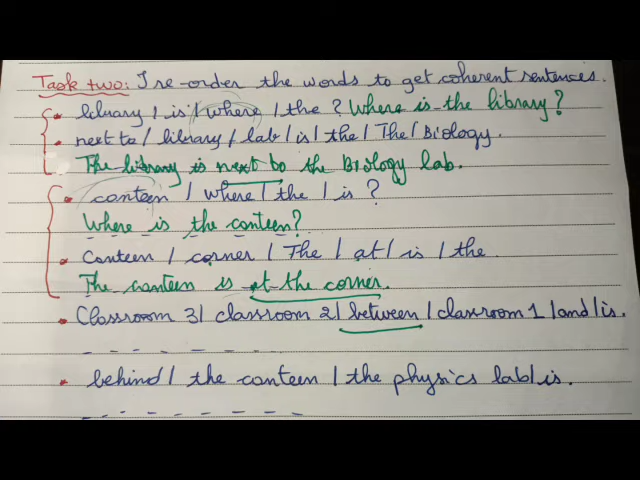 Task two: I re-order the words to get coherent sentences.
• library / is / where / the ? Where is the library?
• next to / library / lab / is / the / The / Biology.
The library is next to the Biology lab.
• canteen / where / the / is ?
Where is the canteen?
• Canteen / corner / The / at / is / the
The canteen is at the corner.
• Classroom 3 / classroom 2 / between / classroom 1 / and / is.
• behind / the canteen / the physics lab / is.